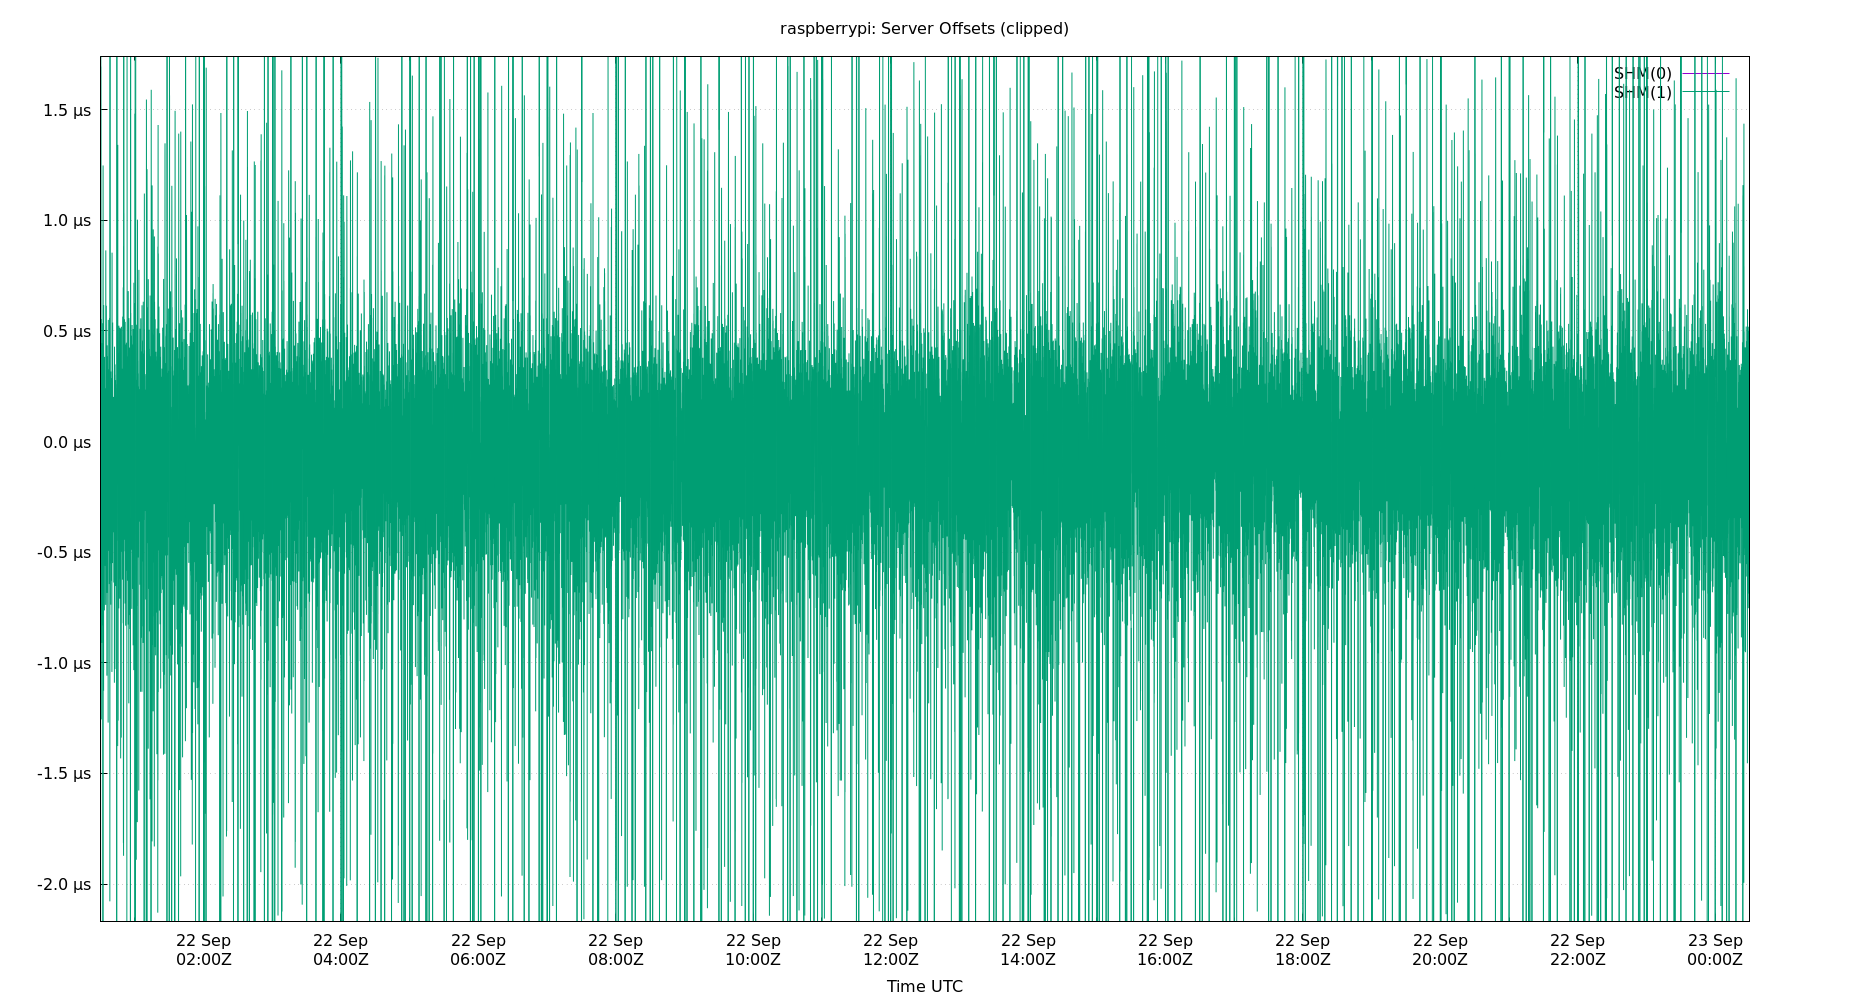 raspberrypi: Server Offsets (clipped)
SHM(0)
SHM(1)
1.5 µs
1.0 µs
0.5 µs
0.0 µs
-0.5 µs
-1.0 µs
-1.5 µs
-2.0 µs
22 Sep 22 Sep 22 Sep 22 Sep 22 Sep 22 Sep 22 Sep 22 Sep 22 Sep 22 Sep 22 Sep 23 Sep
02:00Z 04:00Z 06:00Z 08:00Z 10:00Z 12:00Z 14:00Z 16:00Z 18:00Z 20:00Z 22:00Z 00:00Z
Time UTC